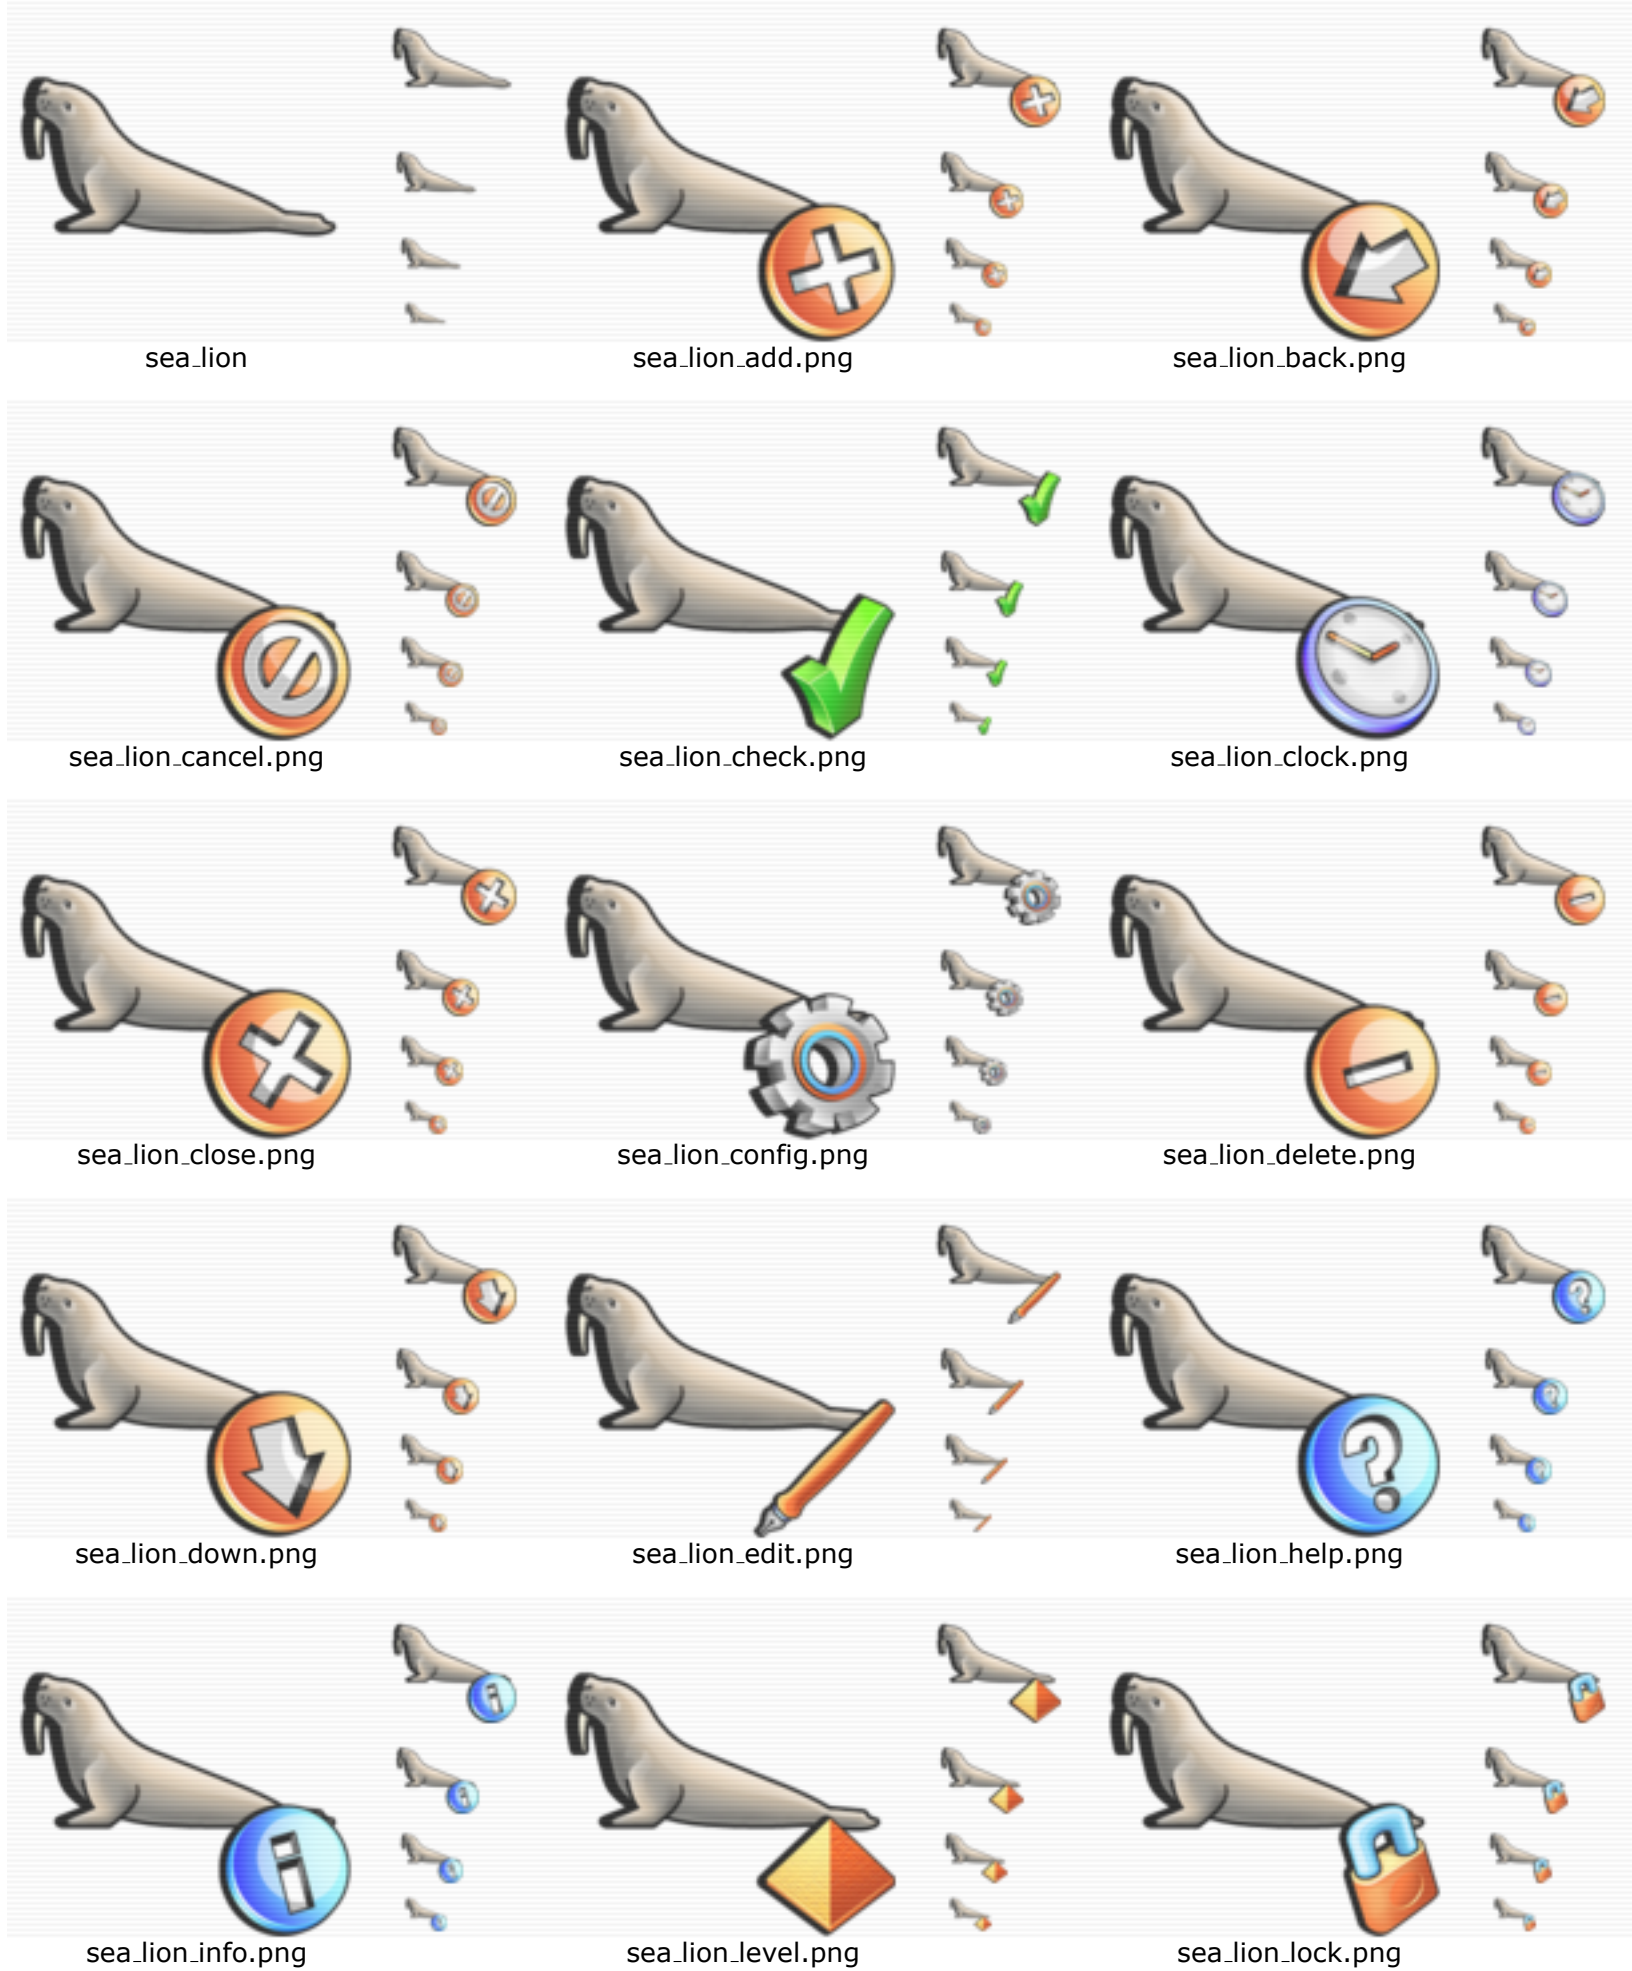 sea_lion
sea_lion_add.png
sea_lion_back.png
sea_lion_cancel.png
sea_lion_check.png
sea_lion_clock.png
sea_lion_close.png
sea_lion_config.png
sea_lion_delete.png
sea_lion_down.png
sea_lion_edit.png
sea_lion_help.png
sea_lion_info.png
sea_lion_level.png
sea_lion_lock.png